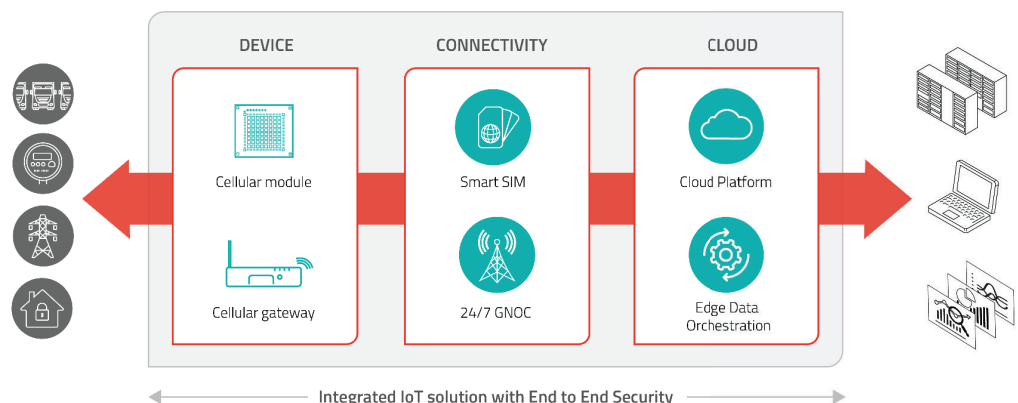 DEVICE
CONNECTIVITY
CLOUD
Cellular module
Smart SIM
Cloud Platform
Cellular gateway
24/7 GNOC
Edge Data
Orchestration
Integrated IoT solution with End to End Security